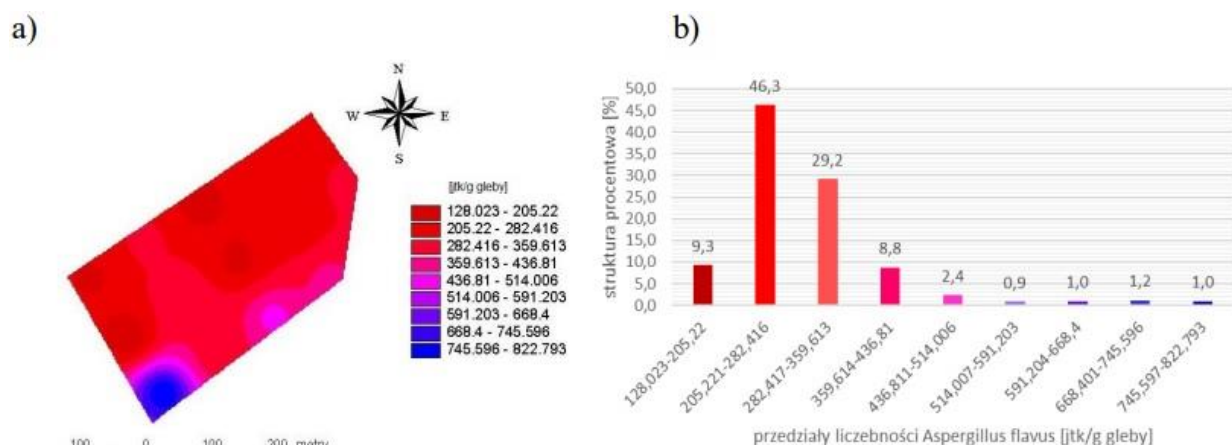 a)
N
W E
S
[jtk/g gleby]
128.023 - 205.22
205.22 - 282.416
282.416 - 359.613
359.613 - 436.81
436.81 - 514.006
514.006 - 591.203
591.203 - 668.4
668.4 - 745.596
745.596 - 822.793
100 0 100 200 metry
b)
struktura procentowa [%]
50,0
45,0
40,0
35,0
30,0
25,0
20,0
15,0
10,0
5,0
0,0
9,3
46,3
29,2
8,8
2,4
0,9
1,0
1,2
1,0
128,023-205,22
205,221-282,416
282,417-359,613
359,614-436,81
436,811-514,006
514,007-591,203
591,204-668,4
668,401-745,596
745,597-822,793
przedziały liczebności Aspergillus flavus [jtk/g gleby]